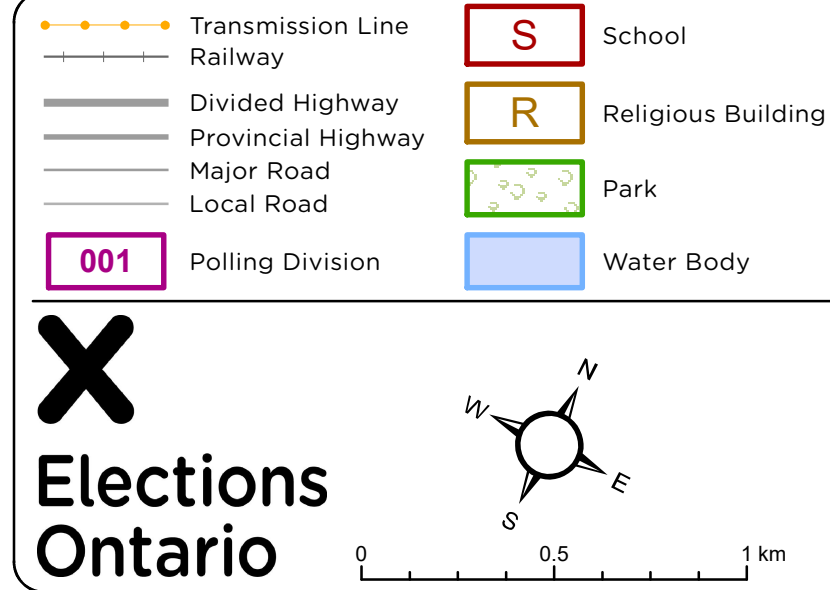 Transmission Line
Railway
Divided Highway
Provincial Highway
Major Road
Local Road
001 Polling Division
S School
R Religious Building
Park
Water Body
Elections
Ontario
N
W
E
S
0 0.5 1 km